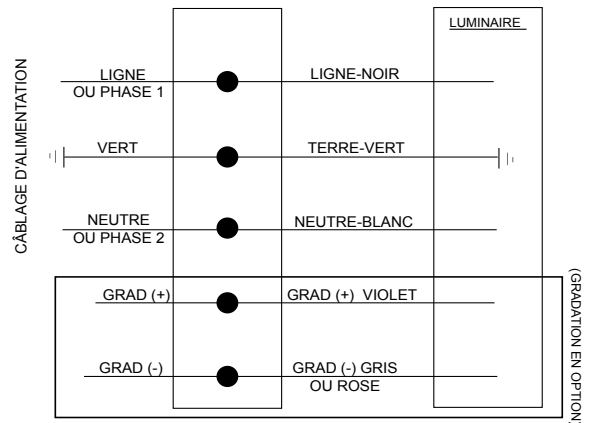 LUMINAIRE
CÂBLAGE D'ALIMENTATION
LIGNE
OU PHASE 1
LIGNE-NOIR
VERT
TERRE-VERT
NEUTRE
OU PHASE 2
NEUTRE-BLANC
GRAD (+)
GRAD (+) VIOLET
GRAD (-)
GRAD (-) GRIS
OU ROSE
(GRADATION EN OPTION)